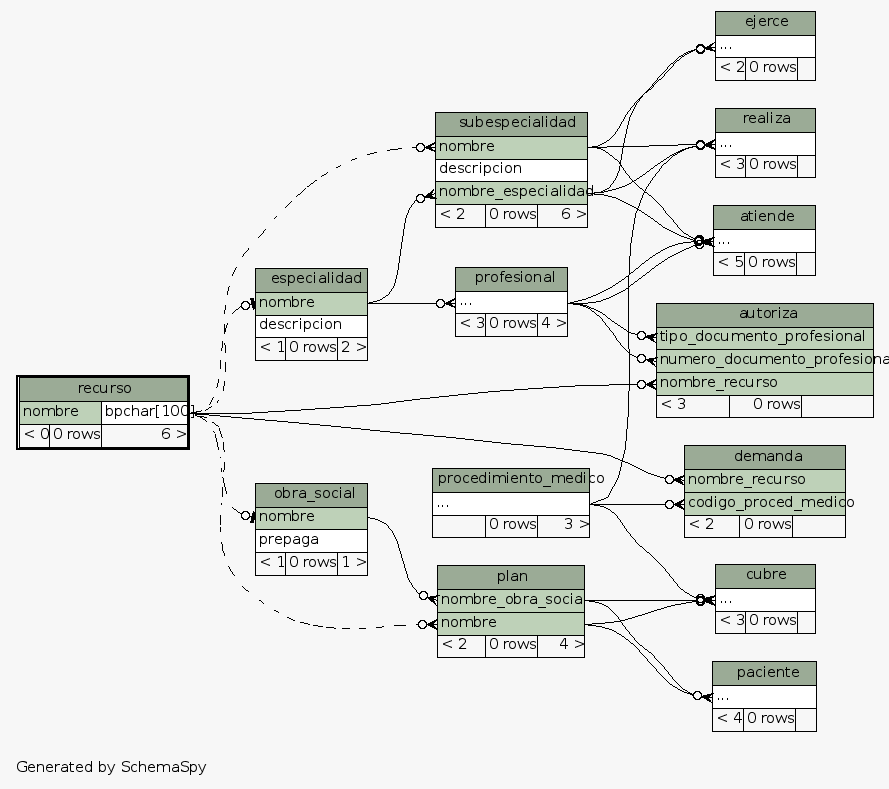 ejerce
...
< 2 0 rows
subespecialidad
nombre
descripcion
nombre_especialidad
< 2 0 rows 6 >
realiza
...
< 3 0 rows
atiende
...
< 5 0 rows
especialidad
nombre
descripcion
< 1 0 rows 2 >
profesional
...
< 3 0 rows 4 >
autoriza
tipo_documento_profesional
numero_documento_profesiona
nombre_recurso
< 3 0 rows
recurso
nombre bpchar[100]
< 0 0 rows 6 >
demanda
nombre_recurso
codigo_proced_medico
< 2 0 rows
procedimiento_medico
...
0 rows 3 >
obra_social
nombre
prepaga
< 1 0 rows 1 >
plan
nombre_obra_socia
nombre
< 2 0 rows 4 >
cubre
...
< 3 0 rows
paciente
...
< 4 0 rows
Generated by SchemaSpy